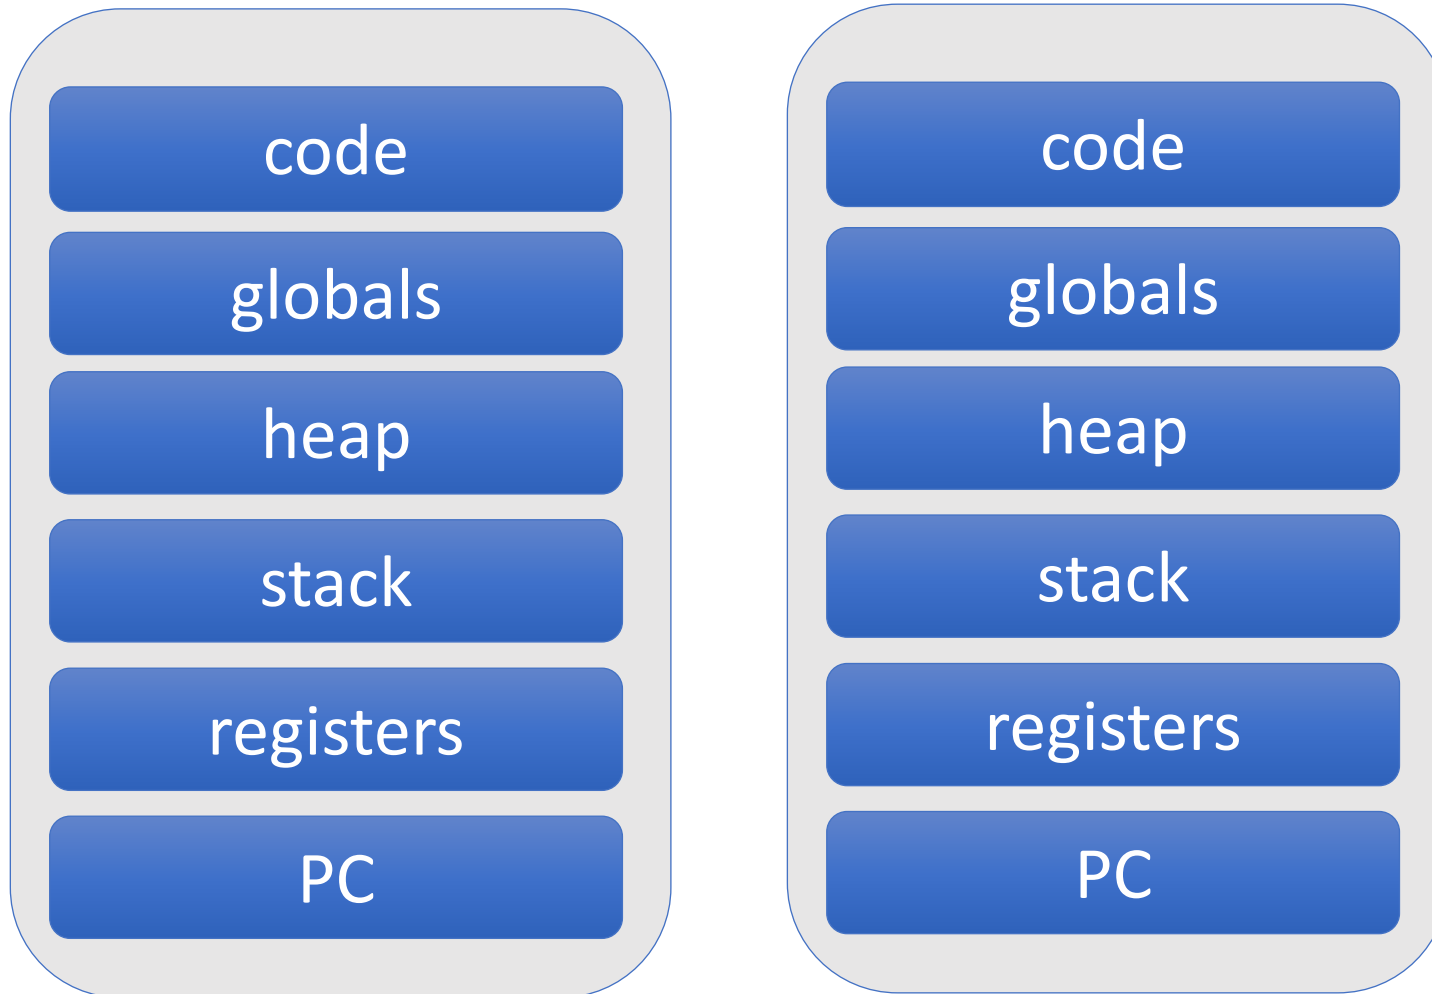 code
globals
heap
stack
registers
PC
code
globals
heap
stack
registers
PC